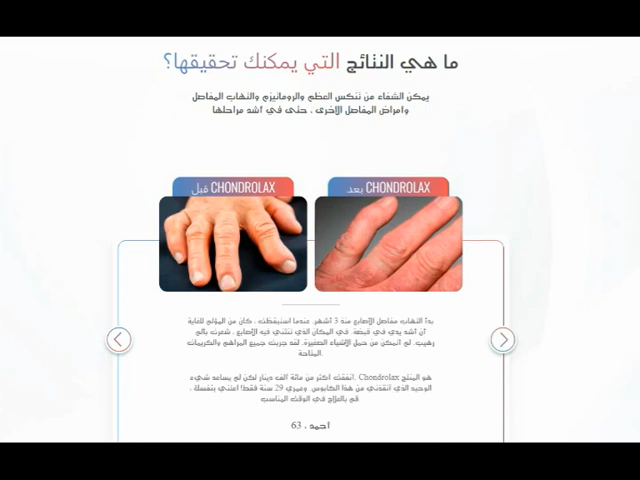 ما هي النتائج التي يمكنك تحقيقها؟
يمكن الشفاء من تنكس العظم والروماتيزم والتهاب المفاصل
وأمراض المفاصل الأخرى ، حتى في أشد مراحلها
CHONDROLAX بعد
CHONDROLAX قبل
بدأ التهاب مفاصل الأصابع منذ 3 أشهر. عندما استيقظت ، كان من المؤلم للغاية
أن أشد يدي في قبضة. في المكان الذي تنثني فيه الأصابع ، شعرت بألم
رهيب. لم أتمكن من حمل الأشياء الصغيرة. لقد جربت جميع المراهم والكريمات
المتاحة.
هو المنتج Chondrolax .أنفقت أكثر من مائة ألف دينار لكن لم يساعد شيء
الوحيد الذي أنقذني من هذا الكابوس. وعمري 29 سنة فقط! اعتني بنفسك ،
قم بالعلاج في الوقت المناسب
احمد ، 63